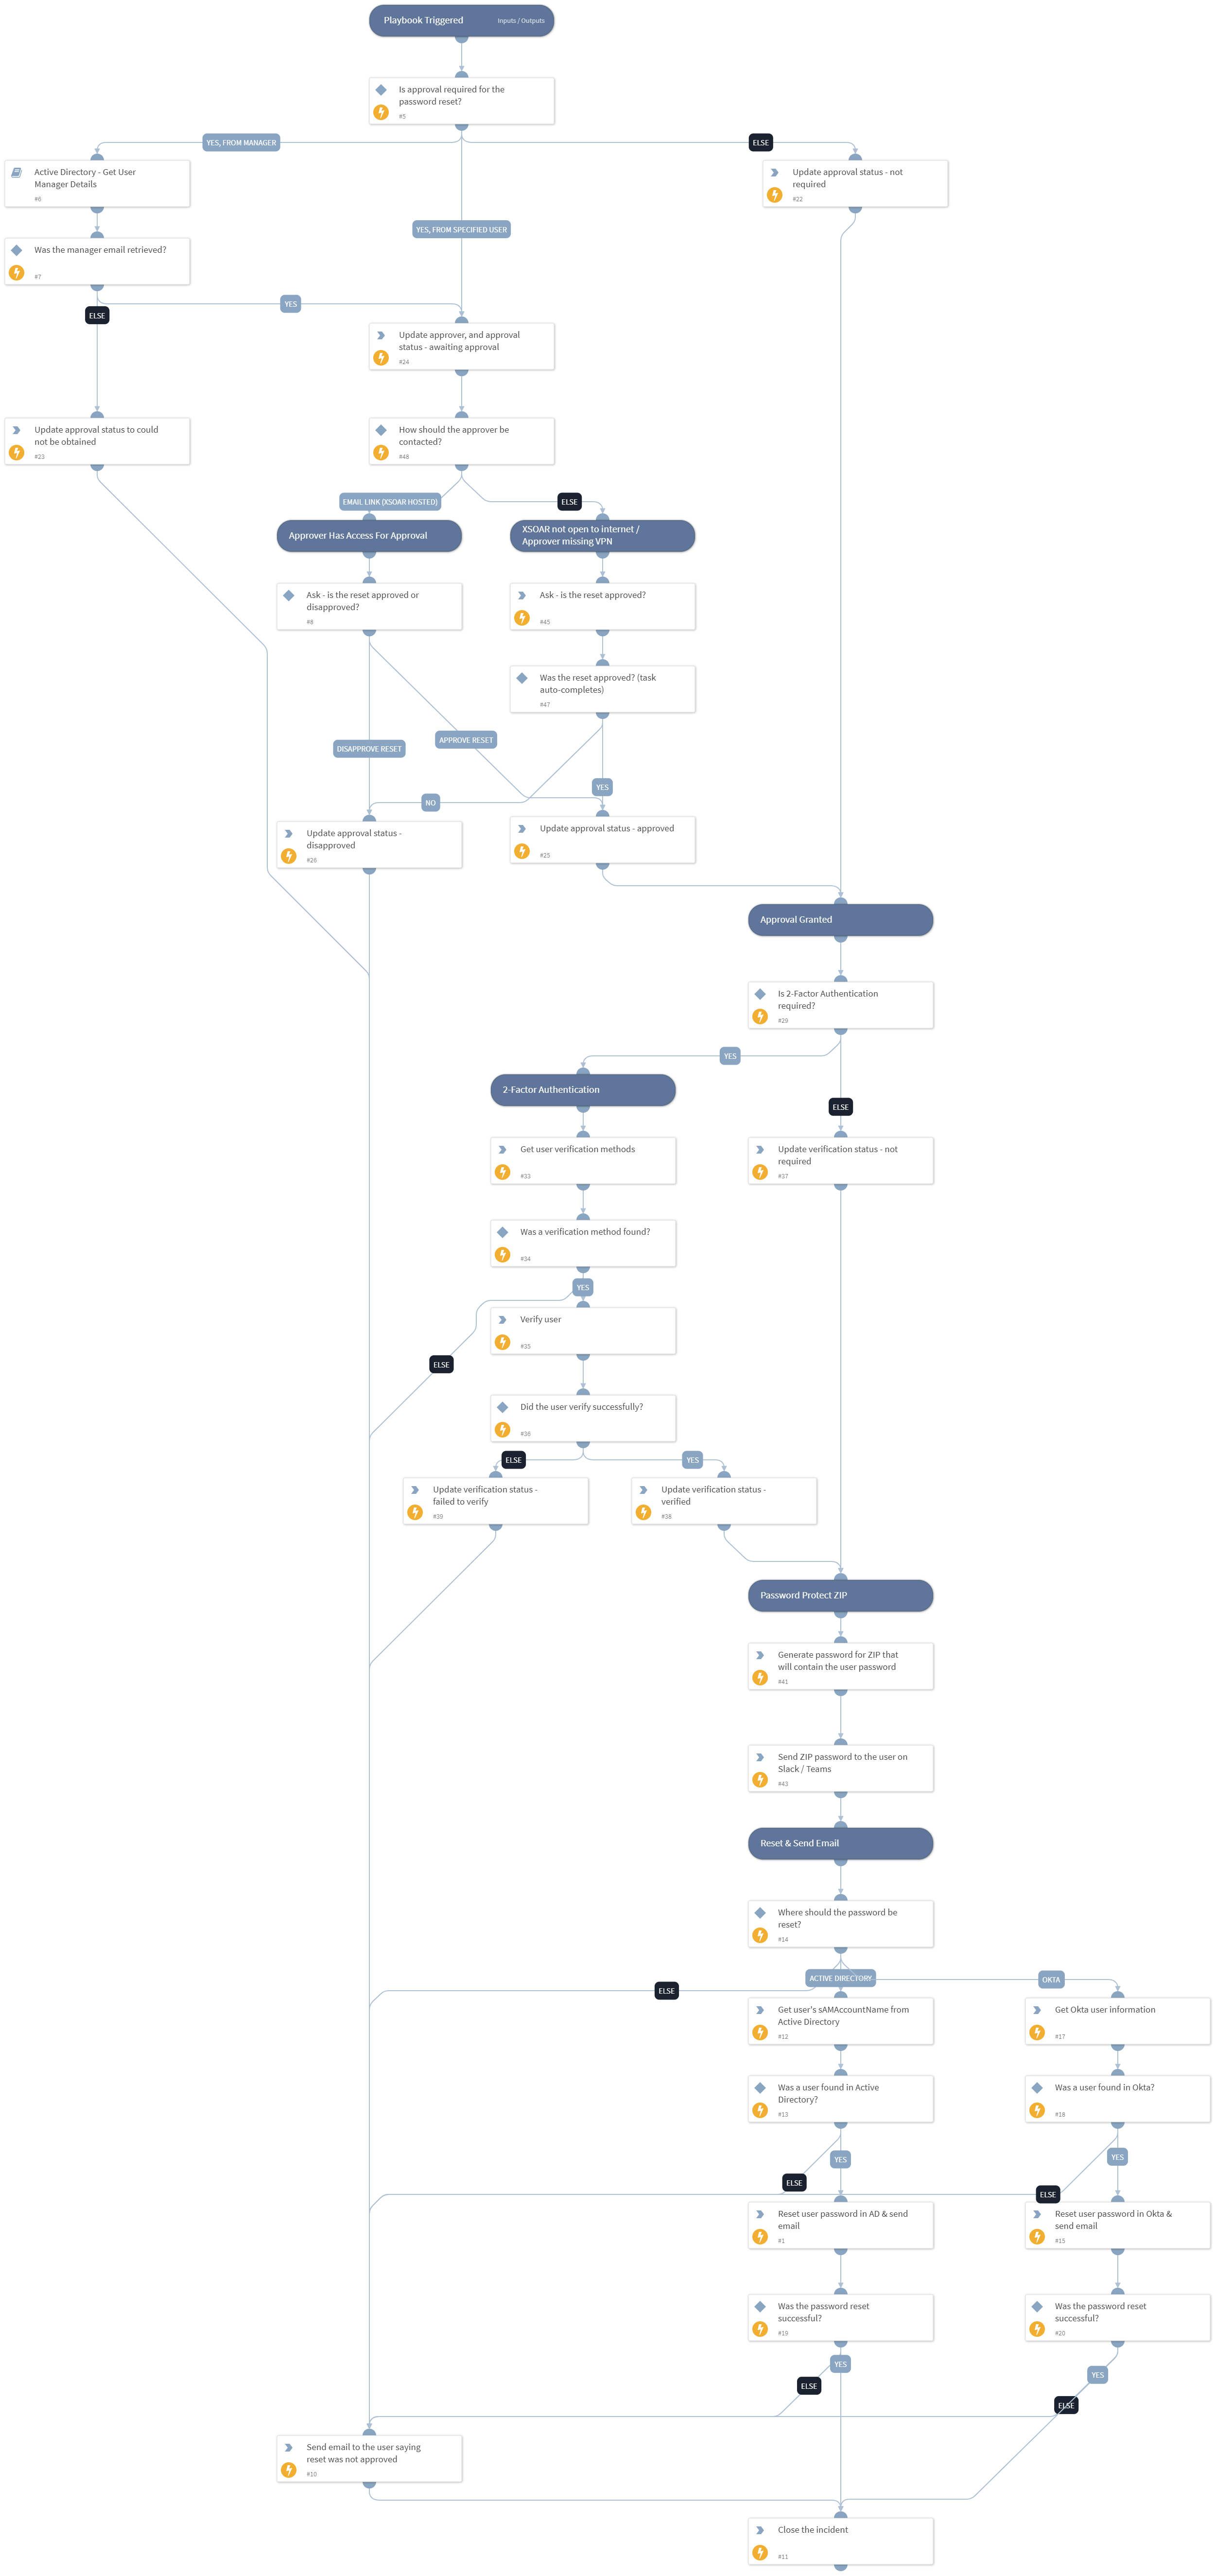 Playbook Triggered
Inputs / Outputs
Is approval required for the
password reset?
#5
YES, FROM MANAGER
ELSE
Active Directory - Get User
Manager Details
#6
Update approval status - not
required
#22
YES, FROM SPECIFIED USER
Was the manager email retrieved?
#7
YES
ELSE
Update approver, and approval
status - awaiting approval
#24
Update approval status to could
not be obtained
#23
How should the approver be
contacted?
#48
EMAIL LINK (XSOAR HOSTED)
ELSE
Approver Has Access For Approval
XSOAR not open to internet /
Approver missing VPN
Ask - is the reset approved or
disapproved?
#8
Ask - is the reset approved?
#45
Was the reset approved? (task
auto-completes)
#47
APPROVE RESET
DISAPPROVE RESET
YES
NO
Update approval status -
disapproved
#26
Update approval status - approved
#25
Approval Granted
Is 2-Factor Authentication
required?
#29
YES
2-Factor Authentication
ELSE
Get user verification methods
#33
Update verification status - not
required
#37
Was a verification method found?
#34
YES
Verify user
#35
ELSE
Did the user verify successfully?
#36
ELSE
YES
Update verification status -
failed to verify
#39
Update verification status -
verified
#38
Password Protect ZIP
Generate password for ZIP that
will contain the user password
#41
Send ZIP password to the user on
Slack / Teams
#43
Reset & Send Email
Where should the password be
reset?
#14
ACTIVE DIRECTORY
OKTA
ELSE
Get user's sAMAccountName from
Active Directory
#12
Get Okta user information
#17
Was a user found in Active
Directory?
#13
Was a user found in Okta?
#18
YES
YES
ELSE
ELSE
Reset user password in AD & send
email
#1
Reset user password in Okta &
send email
#15
Was the password reset
successful?
#19
Was the password reset
successful?
#20
YES
YES
ELSE
ELSE
Send email to the user saying
reset was not approved
#10
Close the incident
#11